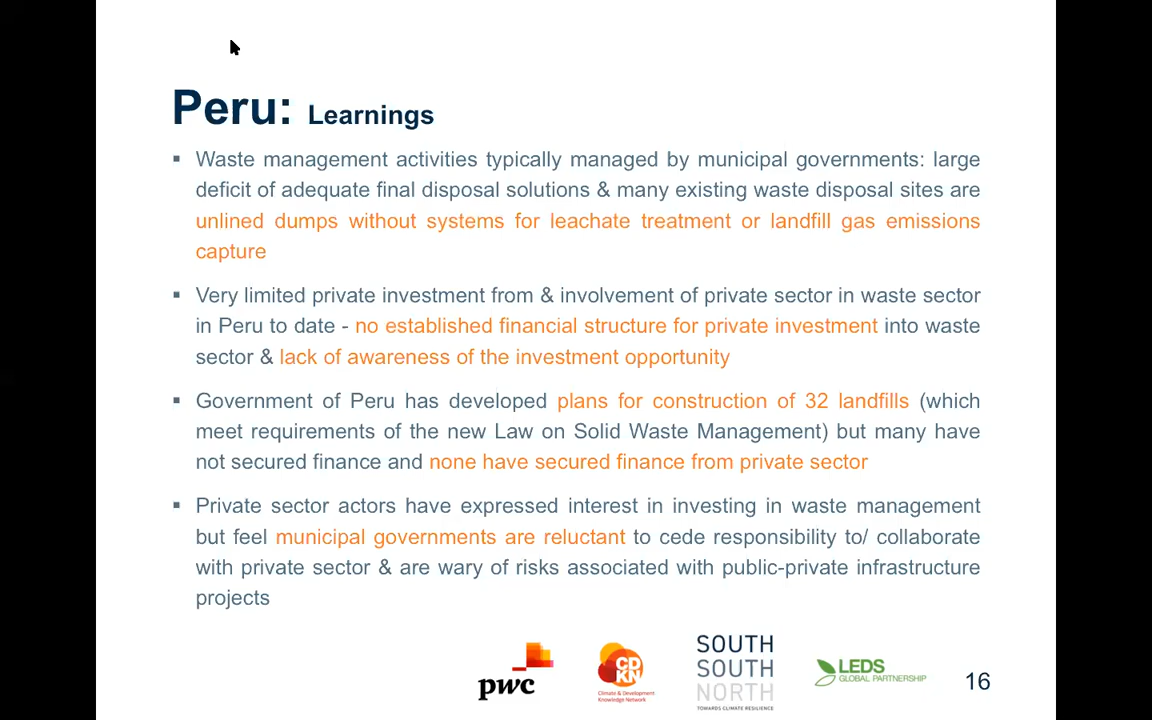 Peru: Learnings
▪ Waste management activities typically managed by municipal governments: large
deficit of adequate final disposal solutions & many existing waste disposal sites are
unlined dumps without systems for leachate treatment or landfill gas emissions
capture
▪ Very limited private investment from & involvement of private sector in waste sector
in Peru to date - no established financial structure for private investment into waste
sector & lack of awareness of the investment opportunity
▪ Government of Peru has developed plans for construction of 32 landfills (which
meet requirements of the new Law on Solid Waste Management) but many have
not secured finance and none have secured finance from private sector
▪ Private sector actors have expressed interest in investing in waste management
but feel municipal governments are reluctant to cede responsibility to/ collaborate
with private sector & are wary of risks associated with public-private infrastructure
projects
pwc
CDKN
Climate & Development
Knowledge Network
SOUTH
SOUTH
NORTH
TOWARDS CLIMATE RESILIENCE
LEDS
GLOBAL PARTNERSHIP
16